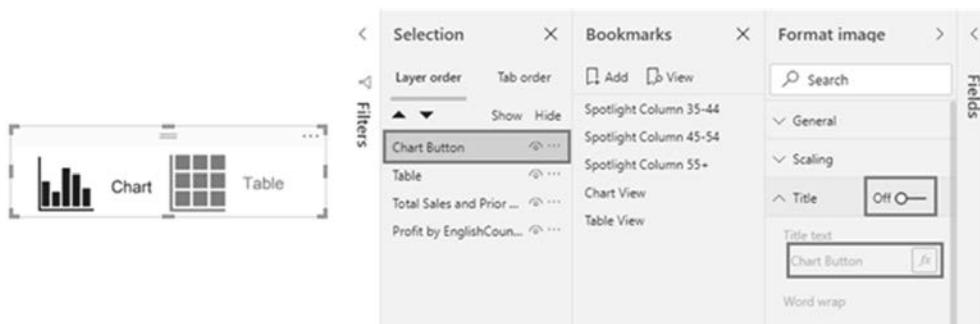 Chart
Table
Filters
Selection
Layer order Tab order
Show Hide
Chart Button
Table
Total Sales and Prior ...
Profit by EnglishCoun...
Bookmarks
Add View
Spotlight Column 35-44
Spotlight Column 45-54
Spotlight Column 55+
Chart View
Table View
Format image
Search
General
Scaling
Title Off
Title text
Chart Button fx
Word wrap
Fields